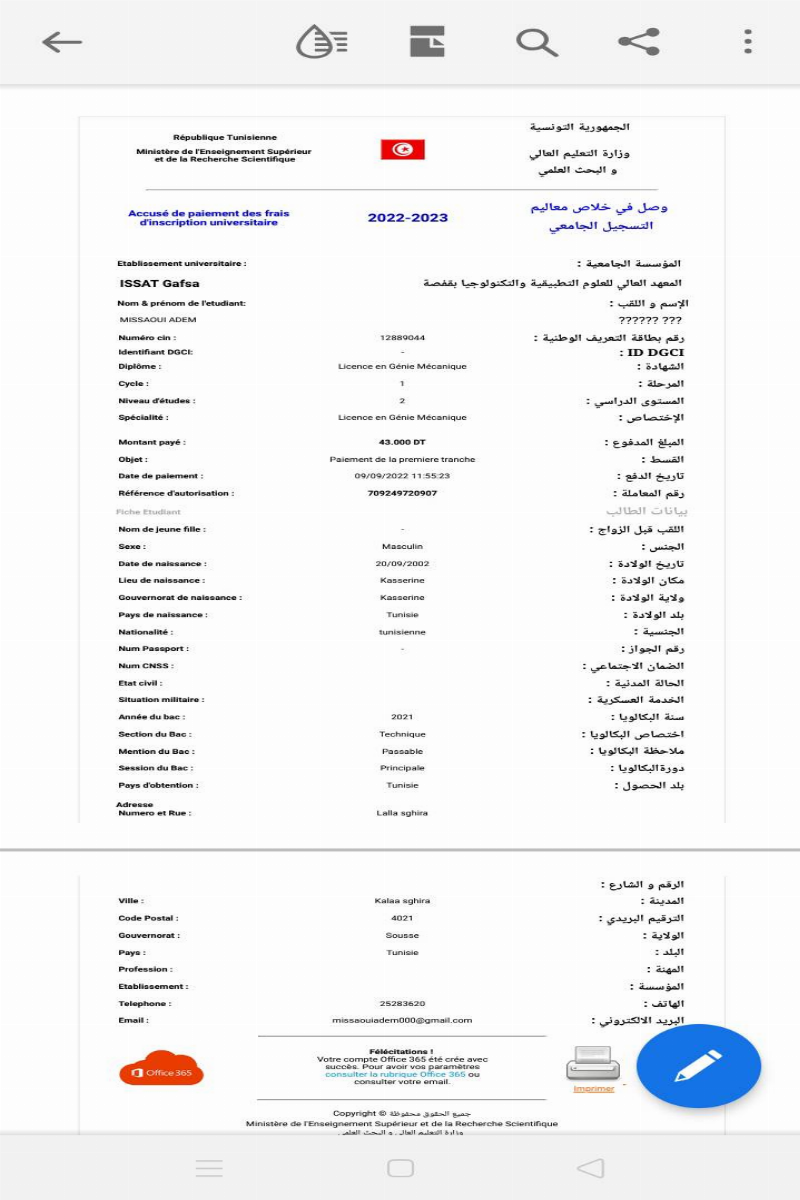 République Tunisienne
الجمهورية التونسية
Ministère de l'Enseignement Supérieur
et de la Recherche Scientifique
وزارة التعليم العالي
و البحث العلمي
Accusé de paiement des frais
d'inscription universitaire
2022-2023
وصل في خلاص معاليم
التسجيل الجامعي
Etablissement universitaire : المؤسسة الجامعية :
ISSAT Gafsa المعهد العالي للعلوم التطبيقية والتكنولوجيا بقفصة
Nom & prénom de l'etudiant: الإسم و اللقب :
MISSAOUI ADEM ?????? ???
Numéro cin : 12889044 رقم بطاقة التعريف الوطنية :
Identifiant DGCI: - ID DGCI :
Diplôme : Licence en Génie Mécanique الشهادة :
Cycle : 1 المرحلة :
Niveau d'études : 2 المستوى الدراسي :
Spécialité : Licence en Génie Mécanique الإختصاص :
Montant payé : 43.000 DT المبلغ المدفوع :
Objet : Paiement de la premiere tranche القسط :
Date de paiement : 09/09/2022 11:55:23 تاريخ الدفع :
Référence d'autorisation : 709249720907 رقم المعاملة :
Fiche Etudiant بيانات الطالب
Nom de jeune fille : - اللقب قبل الزواج :
Sexe : Masculin الجنس :
Date de naissance : 20/09/2002 تاريخ الولادة :
Lieu de naissance : Kasserine مكان الولادة :
Gouvernorat de naissance : Kasserine ولاية الولادة :
Pays de naissance : Tunisie بلد الولادة :
Nationalité : tunisienne الجنسية :
Num Passport : - رقم الجواز :
Num CNSS : الضمان الاجتماعي :
Etat civil : الحالة المدنية :
Situation militaire : الخدمة العسكرية :
Année du bac : 2021 سنة البكالويا :
Section du Bac : Technique اختصاص البكالويا :
Mention du Bac : Passable ملاحظة البكالويا :
Session du Bac : Principale دورةالبكالويا :
Pays d'obtention : Tunisie بلد الحصول :
Adresse
Numero et Rue : Lalla sghira
الرقم و الشارع :
Ville : Kalaa sghira المدينة :
Code Postal : 4021 الترقيم البريدي :
Gouvernorat : Sousse الولاية :
Pays : Tunisie البلد :
Profession : المهنة :
Etablissement : المؤسسة :
Telephone : 25283620 الهاتف :
Email : missaouiadem000@gmail.com البريد الالكتروني :
Office 365
Félécitations !
Votre compte Office 365 été crée avec
succès. Pour avoir vos paramètres
consulter la rubrique Office 365 ou
consulter votre email.
Imprimer
Copyright © جميع الحقوق محفوظة
Ministère de l'Enseignement Supérieur et de la Recherche Scientifique
وزارة التعليم العالي و البحث العلمي